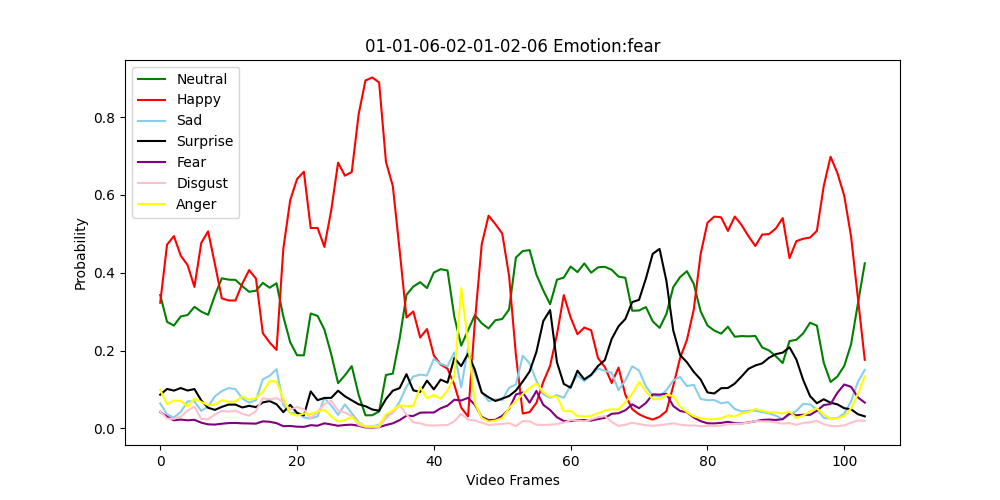 01-01-06-02-01-02-06 Emotion:fear
Neutral
Happy
Sad
Surprise
Fear
Disgust
Anger
Probability
0.8
0.6
0.4
0.2
0.0
0 20 40 60 80 100
Video Frames